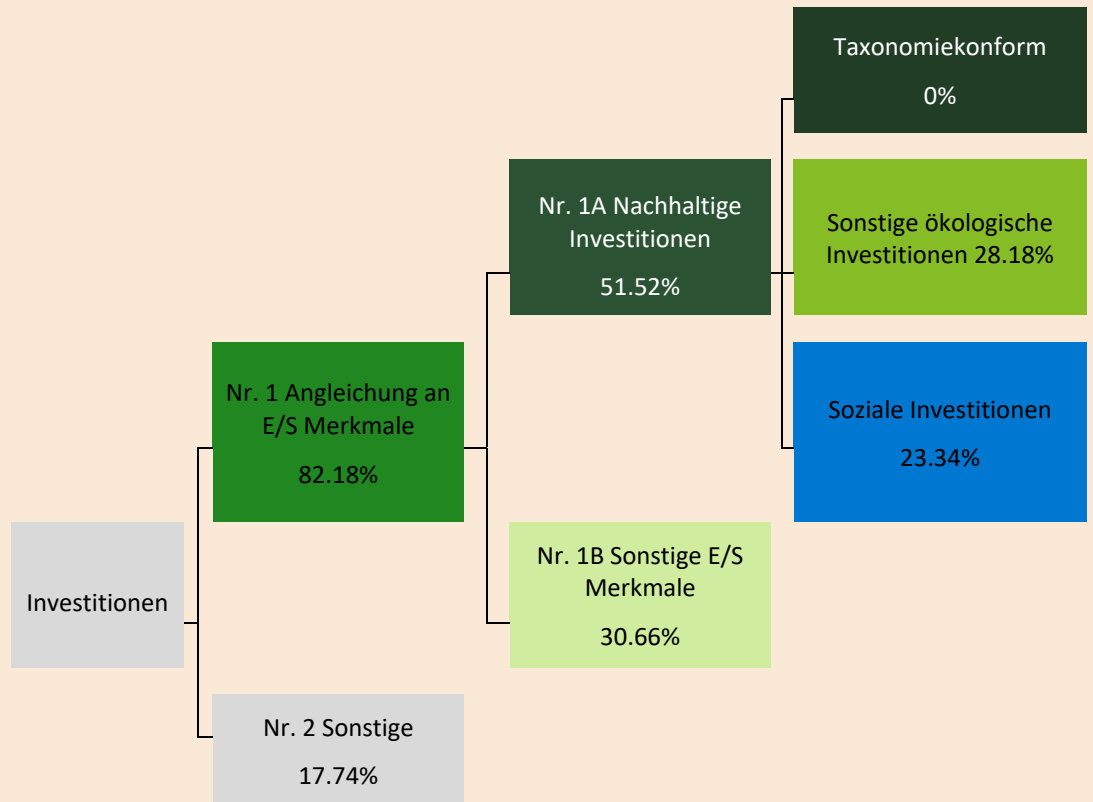 Taxonomiekonform
0%
Nr. 1A Nachhaltige
Investitionen
51.52%
Sonstige ökologische
Investitionen 28.18%
Nr. 1 Angleichung an
E/S Merkmale
82.18%
Soziale Investitionen
23.34%
Investitionen
Nr. 1B Sonstige E/S
Merkmale
30.66%
Nr. 2 Sonstige
17.74%